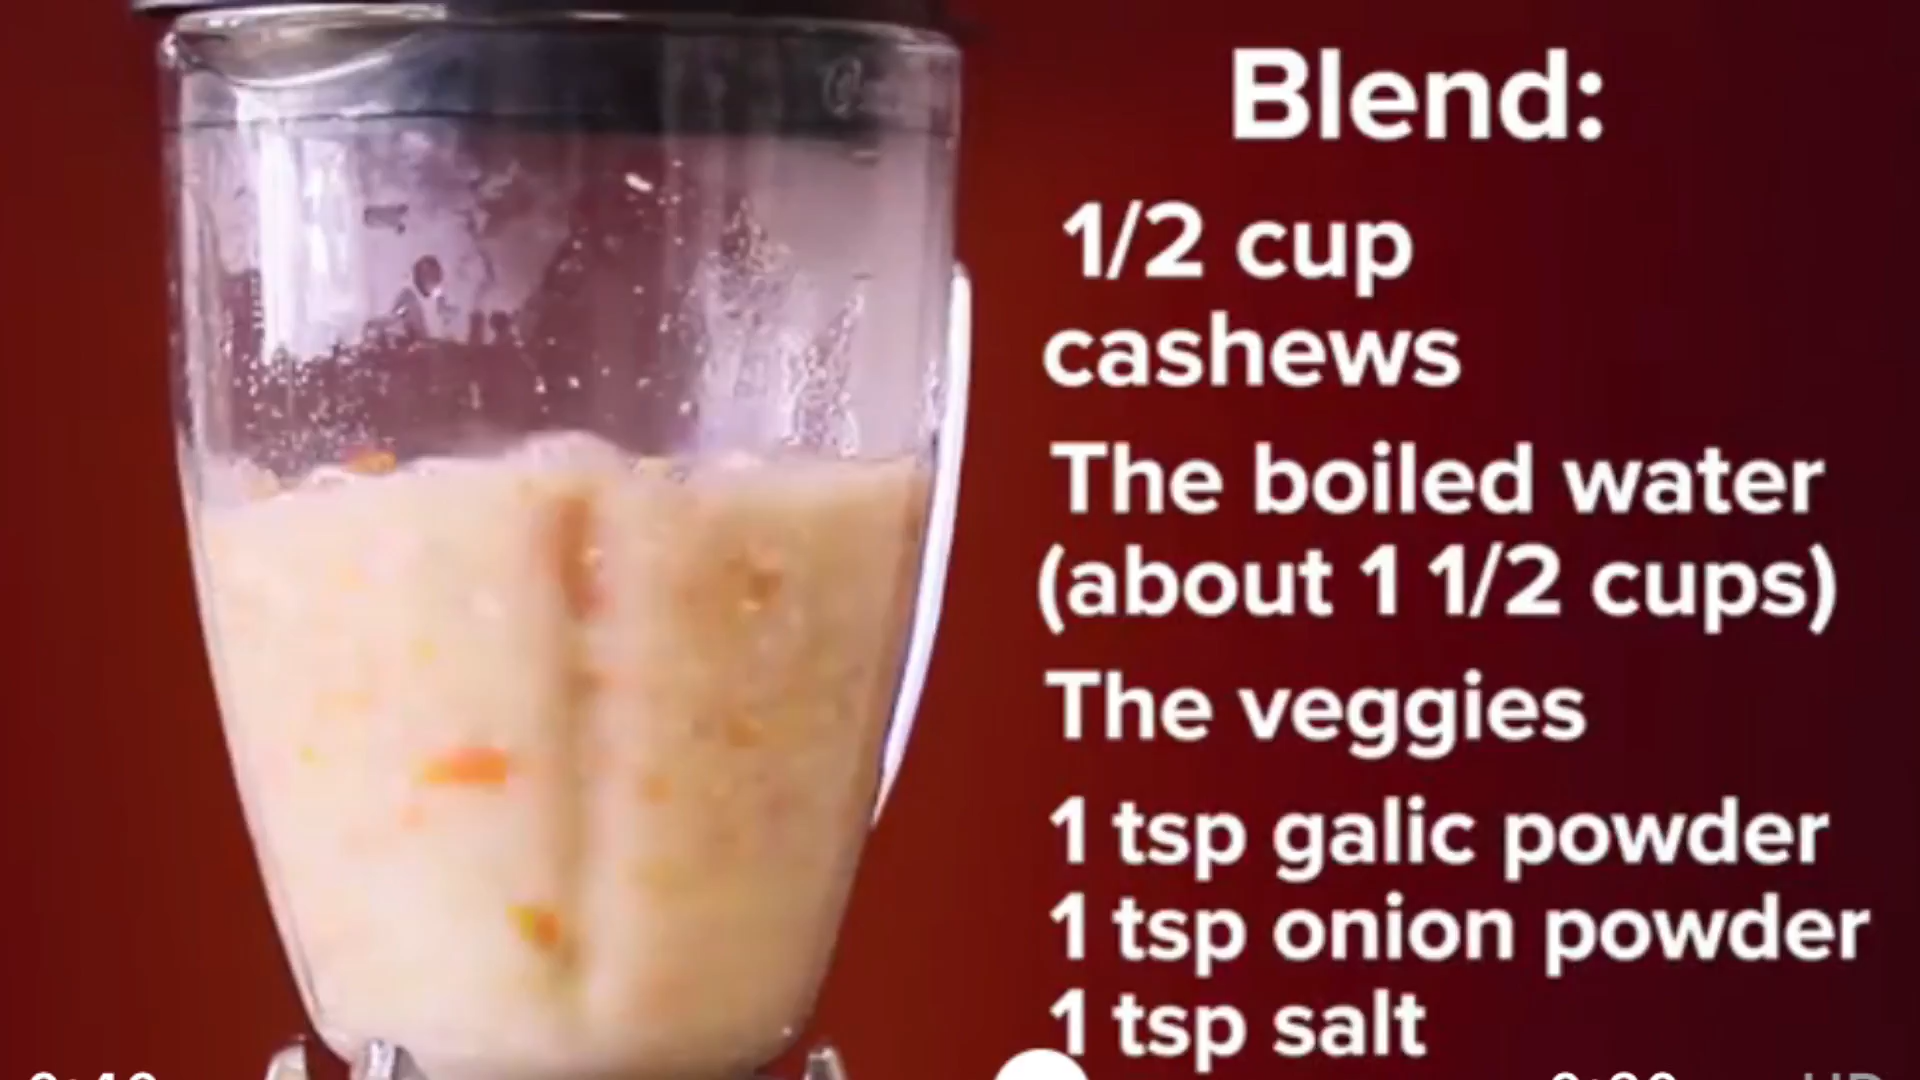 Blend:
1/2 cup
cashews
The boiled water
(about 1 1/2 cups)
The veggies
1 tsp galic powder
1 tsp onion powder
1 tsp salt